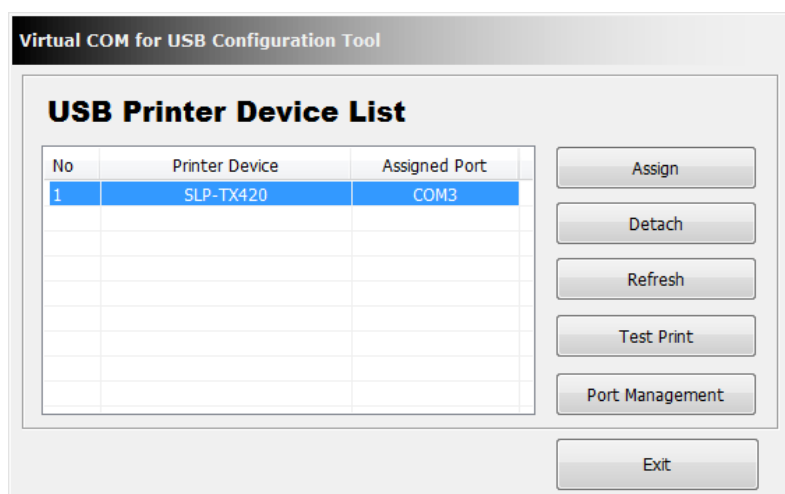 Virtual COM for USB Configuration Tool
USB Printer Device List
No Printer Device Assigned Port
1 SLP-TX420 COM3
Assign
Detach
Refresh
Test Print
Port Management
Exit